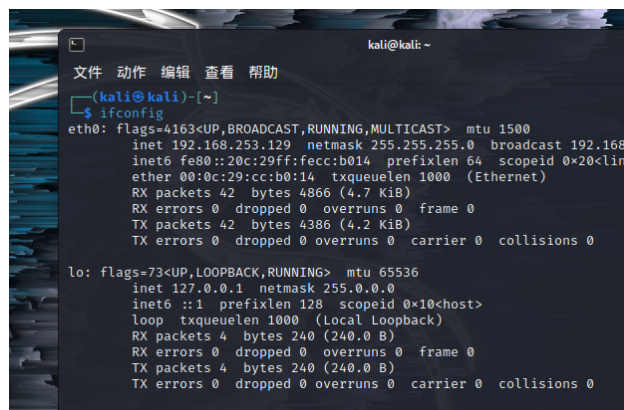 kali@kali: ~
文件 动作 编辑 查看 帮助
┌──(kali㉿kali)-[~]
└─$ ifconfig
eth0: flags=4163<UP,BROADCAST,RUNNING,MULTICAST>  mtu 1500
        inet 192.168.253.129  netmask 255.255.255.0  broadcast 192.168
        inet6 fe80::20c:29ff:fecc:b014  prefixlen 64  scopeid 0×20<lin
        ether 00:0c:29:cc:b0:14  txqueuelen 1000  (Ethernet)
        RX packets 42  bytes 4866 (4.7 KiB)
        RX errors 0  dropped 0  overruns 0  frame 0
        TX packets 42  bytes 4386 (4.2 KiB)
        TX errors 0  dropped 0 overruns 0  carrier 0  collisions 0
lo: flags=73<UP,LOOPBACK,RUNNING>  mtu 65536
        inet 127.0.0.1  netmask 255.0.0.0
        inet6 ::1  prefixlen 128  scopeid 0×10<host>
        loop  txqueuelen 1000  (Local Loopback)
        RX packets 4  bytes 240 (240.0 B)
        RX errors 0  dropped 0  overruns 0  frame 0
        TX packets 4  bytes 240 (240.0 B)
        TX errors 0  dropped 0 overruns 0  carrier 0  collisions 0